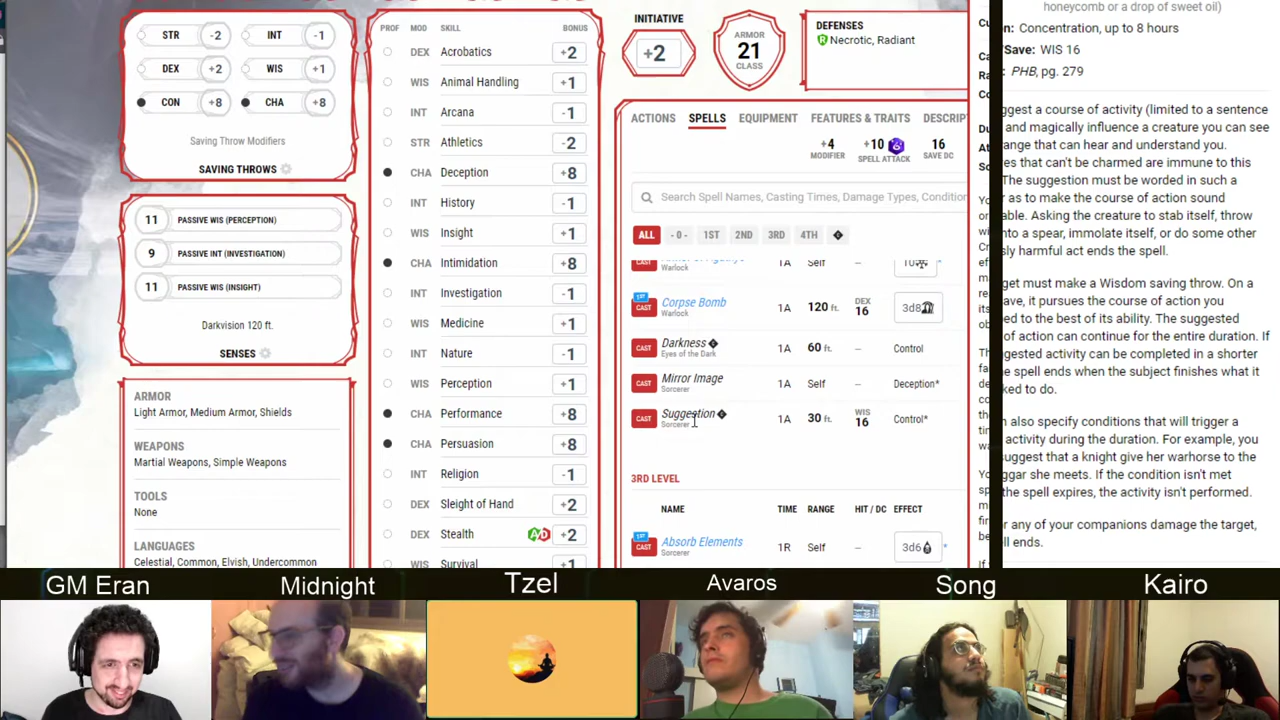 STR -2 INT -1
DEX +2 WIS +1
CON +8 CHA +8
Saving Throw Modifiers
SAVING THROWS
11 PASSIVE WIS (PERCEPTION)
9 PASSIVE INT (INVESTIGATION)
11 PASSIVE WIS (INSIGHT)
Darkvision 120 ft.
SENSES
ARMOR
Light Armor, Medium Armor, Shields
WEAPONS
Martial Weapons, Simple Weapons
TOOLS
None
LANGUAGES
Celestial, Common, Elvish, Undercommon
PROF MOD SKILL BONUS
DEX Acrobatics +2
WIS Animal Handling +1
INT Arcana -1
STR Athletics -2
CHA Deception +8
INT History -1
WIS Insight +1
CHA Intimidation +8
INT Investigation -1
WIS Medicine +1
INT Nature -1
WIS Perception +1
CHA Performance +8
CHA Persuasion +8
INT Religion -1
DEX Sleight of Hand +2
DEX Stealth +2
WIS Survival +1
INITIATIVE
+2
ARMOR
21
CLASS
DEFENSES
Necrotic, Radiant
ACTIONS SPELLS EQUIPMENT FEATURES & TRAITS DESCRIPT
+4 +10 16
MODIFIER SPELL ATTACK SAVE DC
Search Spell Names, Casting Times, Damage Types, Condition
ALL - 0 - 1ST 2ND 3RD 4TH
CAST Warlock 1A Self --
1ST
CAST Corpse Bomb 1A 120 ft. DEX 16 3d8
Warlock
CAST Darkness 1A 60 ft. -- Control
Eyes of the Dark
CAST Mirror Image 1A Self -- Deception*
Sorcerer
CAST Suggestion 1A 30 ft. WIS 16 Control*
Sorcerer
3RD LEVEL
NAME TIME RANGE HIT / DC EFFECT
1ST
CAST Absorb Elements 1R Self -- 3d6 *
Sorcerer
honeycomb or a drop of sweet oil)
n: Concentration, up to 8 hours
/Save: WIS 16
: PHB, pg. 279
ggest a course of activity (limited to a sentence
and magically influence a creature you can see
ange that can hear and understand you.
es that can't be charmed are immune to this
The suggestion must be worded in such a
r as to make the course of action sound
able. Asking the creature to stab itself, throw
nto a spear, immolate itself, or do some other
sly harmful act ends the spell.
get must make a Wisdom saving throw. On a
ave, it pursues the course of action you
ed to the best of its ability. The suggested
of action can continue for the entire duration. If
ggested activity can be completed in a shorter
he spell ends when the subject finishes what it
ked to do.
n also specify conditions that will trigger a
activity during the duration. For example, you
suggest that a knight give her warhorse to the
ggar she meets. If the condition isn't met
the spell expires, the activity isn't performed.
r any of your companions damage the target,
ll ends.
GM Eran Midnight Tzel Avaros Song Kairo